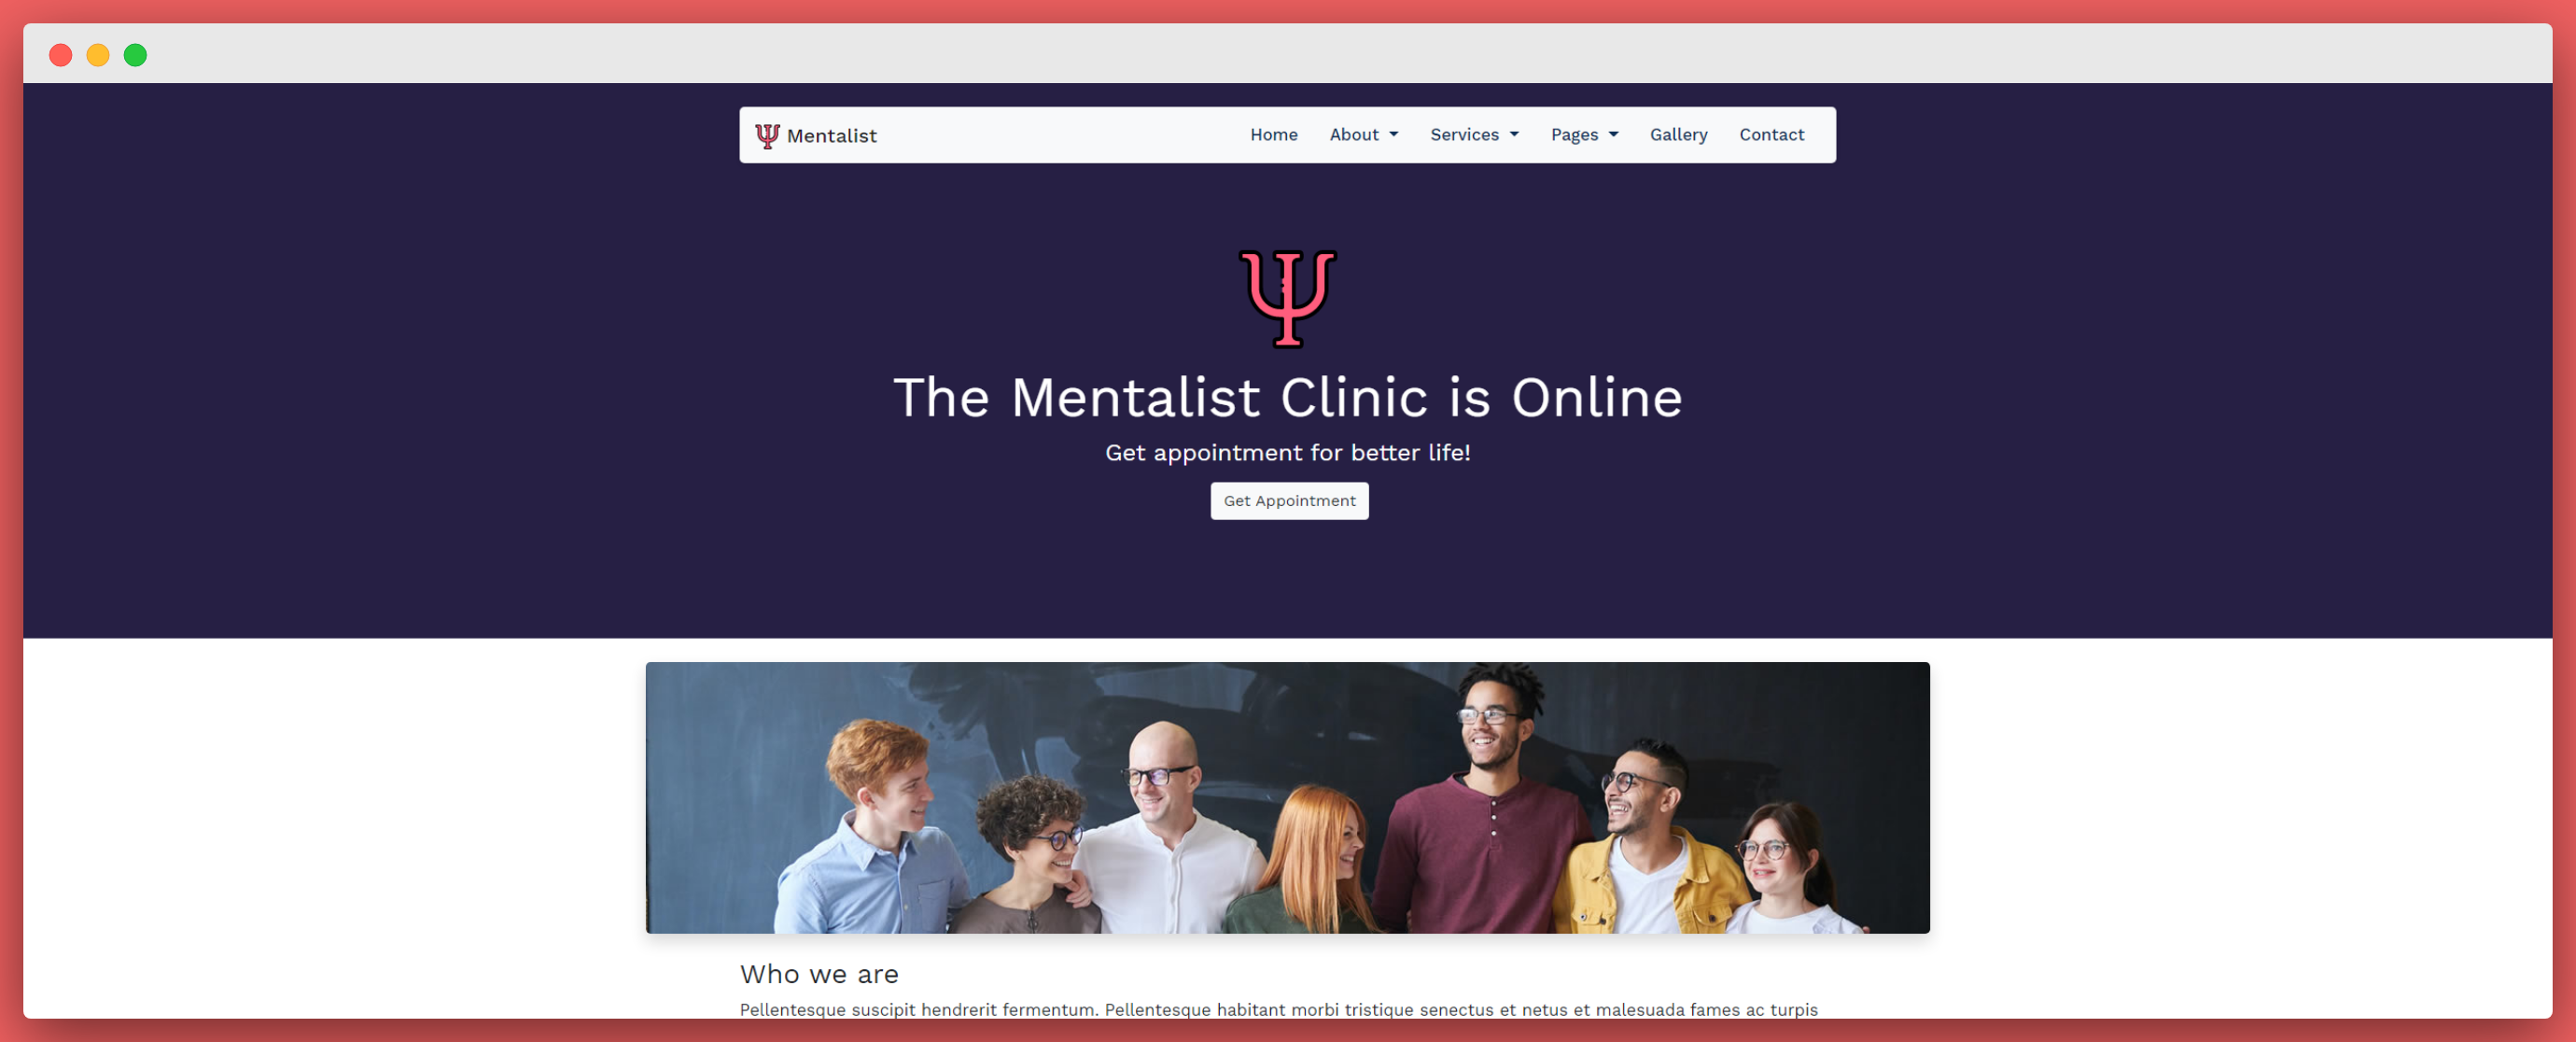 Mentalist Home About Services Pages Gallery Contact
The Mentalist Clinic is Online
Get appointment for better life!
Get Appointment
Who we are
Pellentesque suscipit hendrerit fermentum. Pellentesque habitant morbi tristique senectus et netus et malesuada fames ac turpis